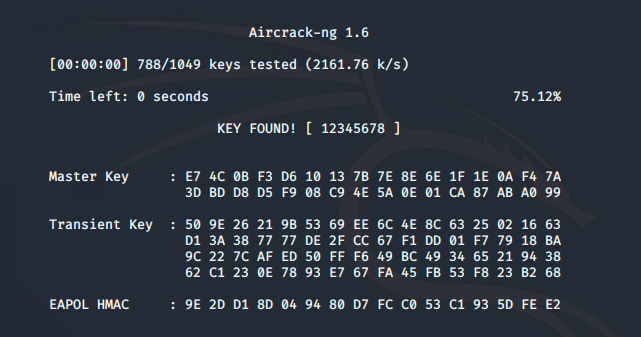 Aircrack-ng 1.6
[00:00:00] 788/1049 keys tested (2161.76 k/s)
Time left: 0 seconds 75.12%
KEY FOUND! [ 12345678 ]
Master Key : E7 4C 0B F3 D6 10 13 7B 7E 8E 6E 1F 1E 0A F4 7A
3D BD D8 D5 F9 08 C9 4E 5A 0E 01 CA 87 AB A0 99
Transient Key : 50 9E 26 21 9B 53 69 EE 6C 4E 8C 63 25 02 16 63
D1 3A 38 77 77 DE 2F CC 67 F1 DD 01 F7 79 18 BA
9C 22 7C AF ED 50 FF F6 49 BC 49 34 65 21 94 38
62 C1 23 0E 78 93 E7 67 FA 45 FB 53 F8 23 B2 68
EAPOL HMAC : 9E 2D D1 8D 04 94 80 D7 FC C0 53 C1 93 5D FE E2